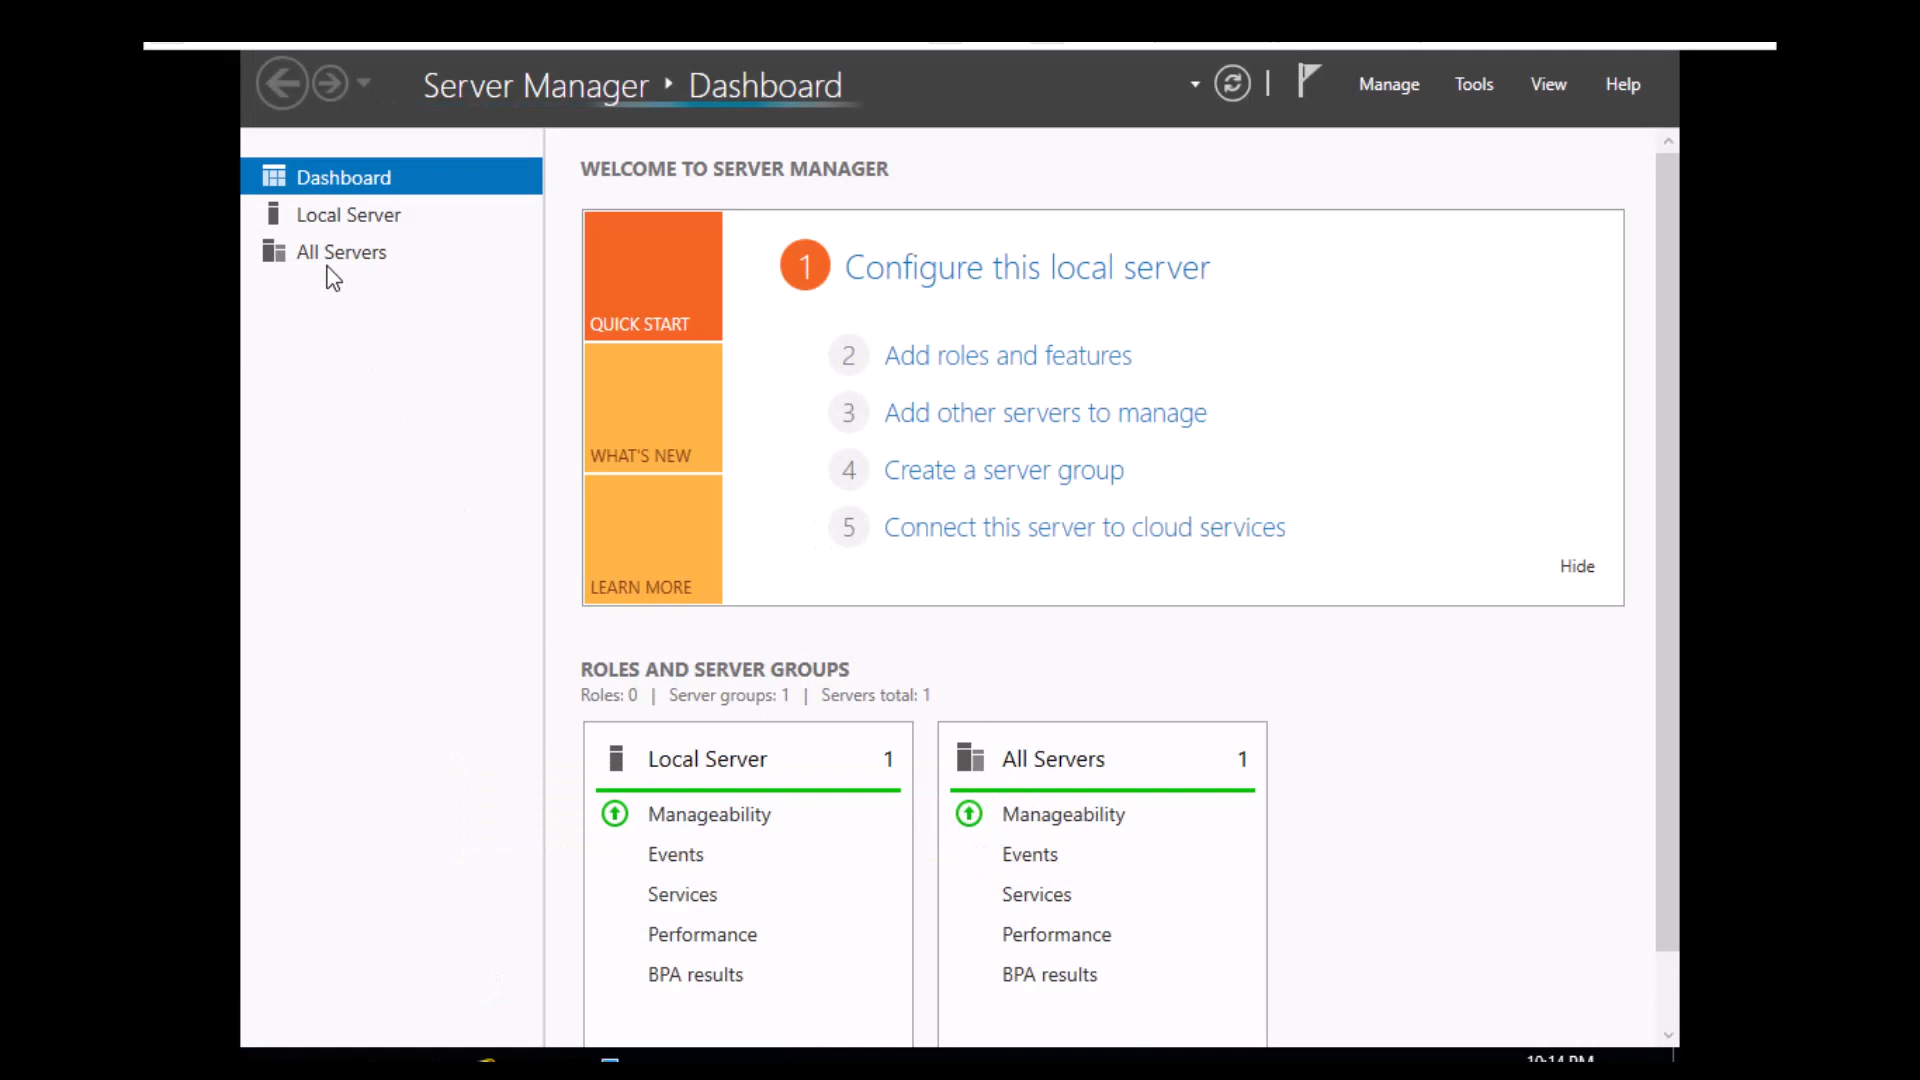 Server Manager ‣ Dashboard
Manage
Tools
View
Help
Dashboard
Local Server
All Servers
WELCOME TO SERVER MANAGER
QUICK START
WHAT'S NEW
LEARN MORE
1 Configure this local server
2 Add roles and features
3 Add other servers to manage
4 Create a server group
5 Connect this server to cloud services
Hide
ROLES AND SERVER GROUPS
Roles: 0 | Server groups: 1 | Servers total: 1
Local Server 1
Manageability
Events
Services
Performance
BPA results
All Servers 1
Manageability
Events
Services
Performance
BPA results
10:14 PM